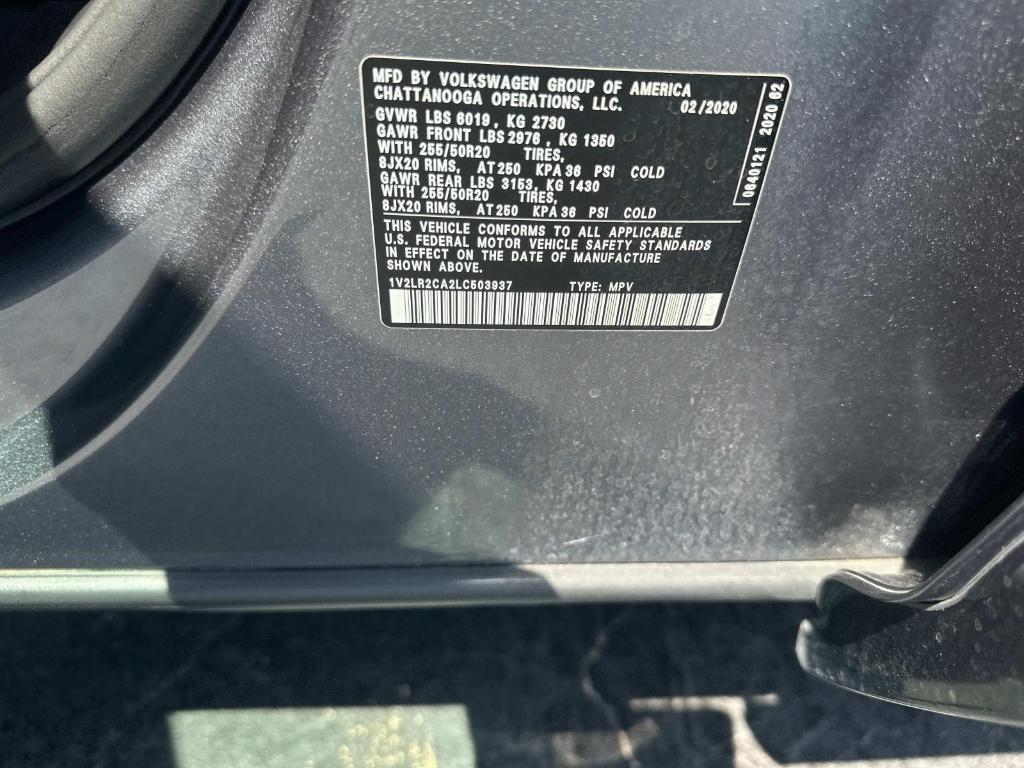 MFD BY VOLKSWAGEN GROUP OF AMERICA
CHATTANOOGA OPERATIONS, LLC. 02/2020
GVWR LBS 6019, KG 2730
GAWR FRONT LBS 2976, KG 1350
WITH 255/50R20 TIRES,
8JX20 RIMS, AT 250 KPA 36 PSI COLD
GAWR REAR LBS 3153, KG 1430
WITH 255/50R20 TIRES,
8JX20 RIMS, AT 250 KPA 36 PSI COLD
THIS VEHICLE CONFORMS TO ALL APPLICABLE
U.S. FEDERAL MOTOR VEHICLE SAFETY STANDARDS
IN EFFECT ON THE DATE OF MANUFACTURE
SHOWN ABOVE.
1V2LR2CA2LC503937 TYPE: MPV
0640121 2020 62